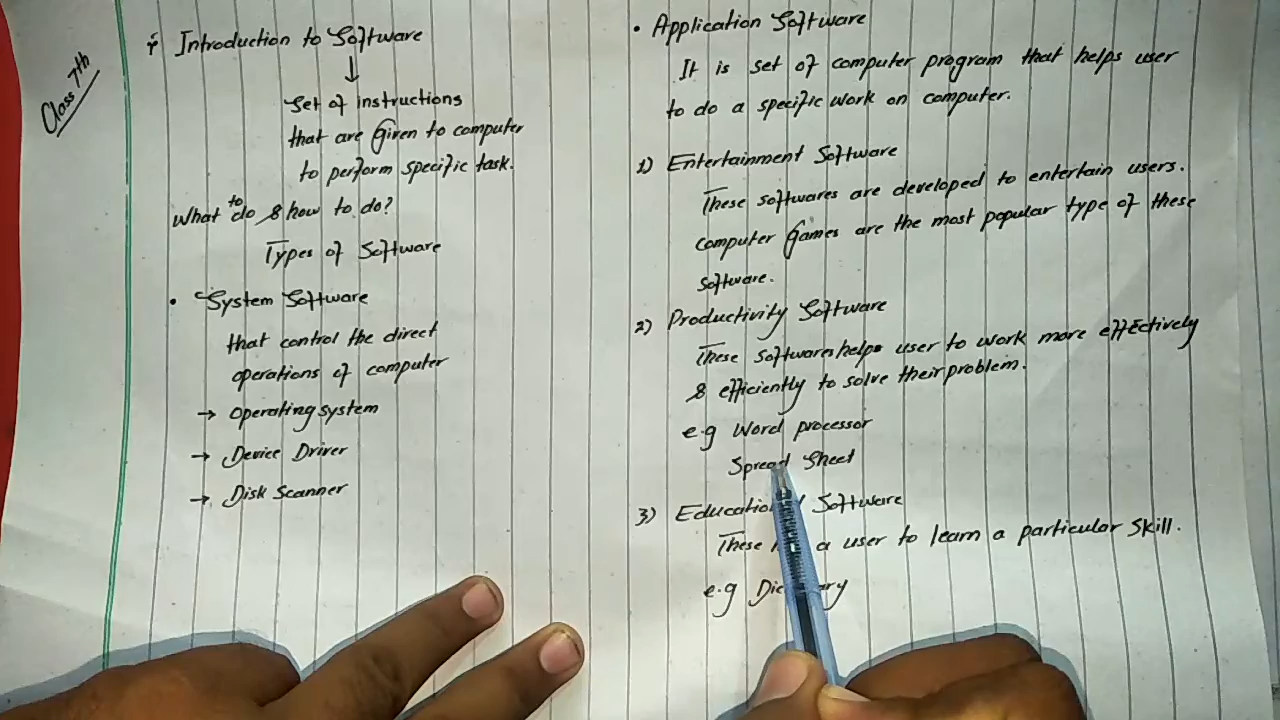 Class 7th
Introduction to Software
↓
Set of instructions
that are Given to computer
to perform specific task.
What to do & how to do?
Types of Software
• System Software
that control the direct
operations of computer
→ Operating system
→ Device Driver
→ Disk Scanner
• Application Software
It is set of computer program that helps user
to do a specific work on computer.
1) Entertainment Software
These softwares are developed to entertain users.
computer Games are the most popular type of these
software.
2) Productivity Software
These Softwares helps user to work more effectively
& efficiently to solve their problem.
e.g Word processor
Spread Sheet
3) Software
These a user to learn a particular skill.
e.g